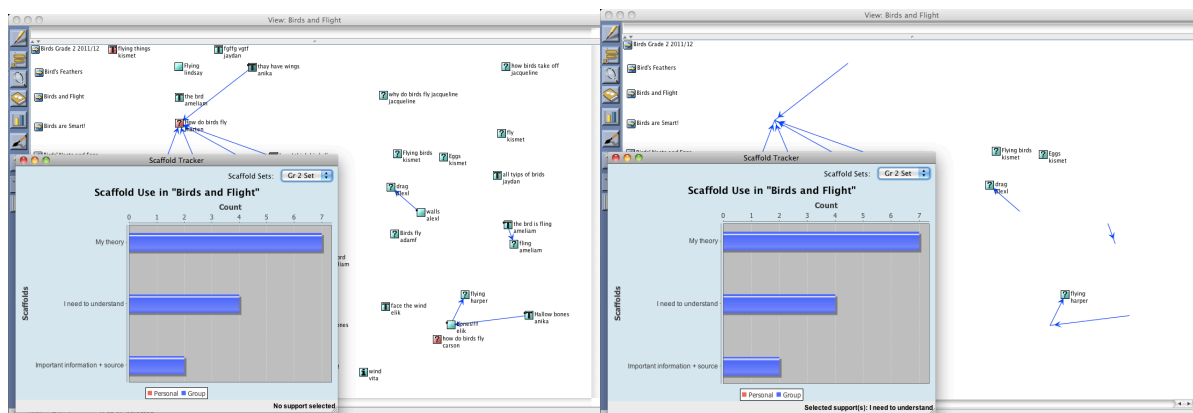 View: Birds and Flight
Birds Grade 2 2011/12
flying things
kismet
fgffg vgtf
jaydan
Bird's Feathers
Flying
lindsay
thay have wings
anika
how birds take off
jacqueline
Birds and Flight
the brd
ameliam
why do birds fly jacqueline
jacqueline
Birds are Smart!
how do birds fly
fly
kismet
Flying birds
kismet
Eggs
kismet
all tyips of brids
jaydan
drag
alexl
walls
alexl
Birds fly
adamf
the brd is fling
ameliam
fling
ameliam
flying
harper
face the wind
elik
elik
Hallow bones
anika
how do birds fly
carson
wind
vita
Scaffold Tracker
Scaffold Sets: Gr 2 Set
Scaffold Use in "Birds and Flight"
Count
0 1 2 3 4 5 6 7
Scaffolds
My theory
I need to understand
Important information + source
Personal Group
No support selected
View: Birds and Flight
Birds Grade 2 2011/12
Bird's Feathers
Birds and Flight
Birds are Smart!
Flying birds
kismet
Eggs
kismet
drag
alexl
flying
harper
Scaffold Tracker
Scaffold Sets: Gr 2 Set
Scaffold Use in "Birds and Flight"
Count
0 1 2 3 4 5 6 7
Scaffolds
My theory
I need to understand
Important information + source
Personal Group
Selected support(s): I need to understand